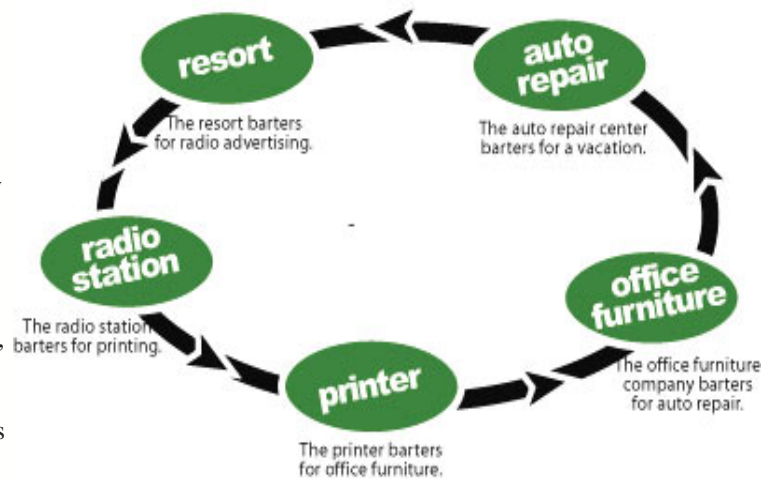 resort
The resort barters
for radio advertising.
auto
repair
The auto repair center
barters for a vacation.
radio
station
The radio station
barters for printing.
printer
The printer barters
for office furniture.
office
furniture
The office furniture
company barters
for auto repair.